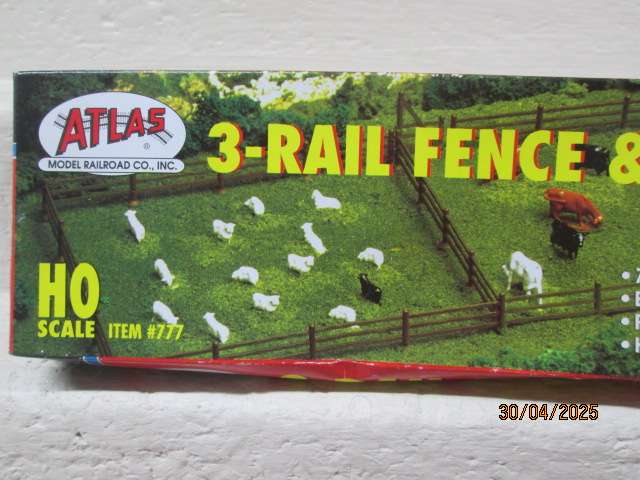 ATLAS
®
MODEL RAILROAD CO., INC.
3-RAIL FENCE &
HO
SCALE ITEM #777
30/04/2025